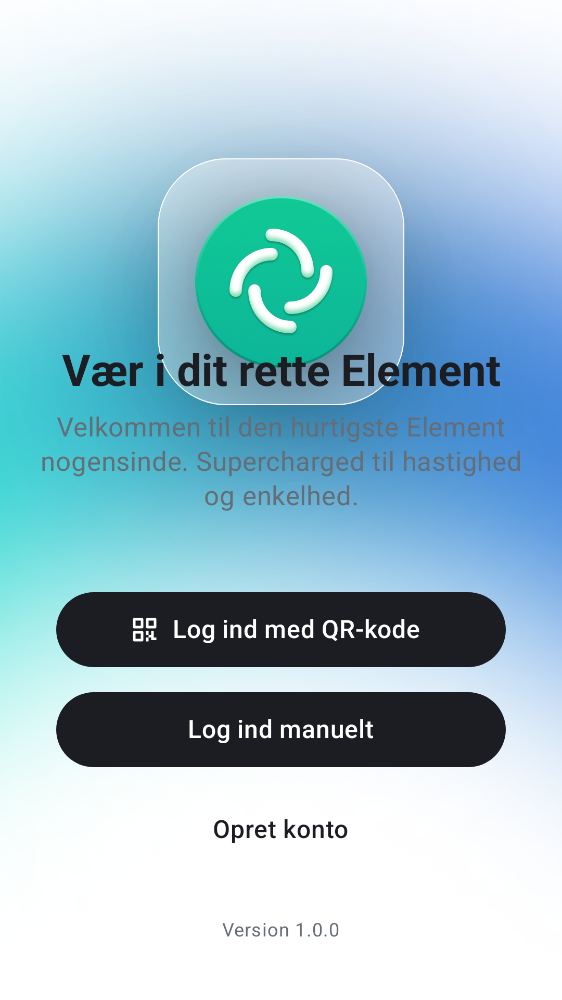 Vær i dit rette Element
Velkommen til den hurtigste Element
nogensinde. Supercharged til hastighed
og enkelhed.
Log ind med QR-kode
Log ind manuelt
Opret konto
Version 1.0.0